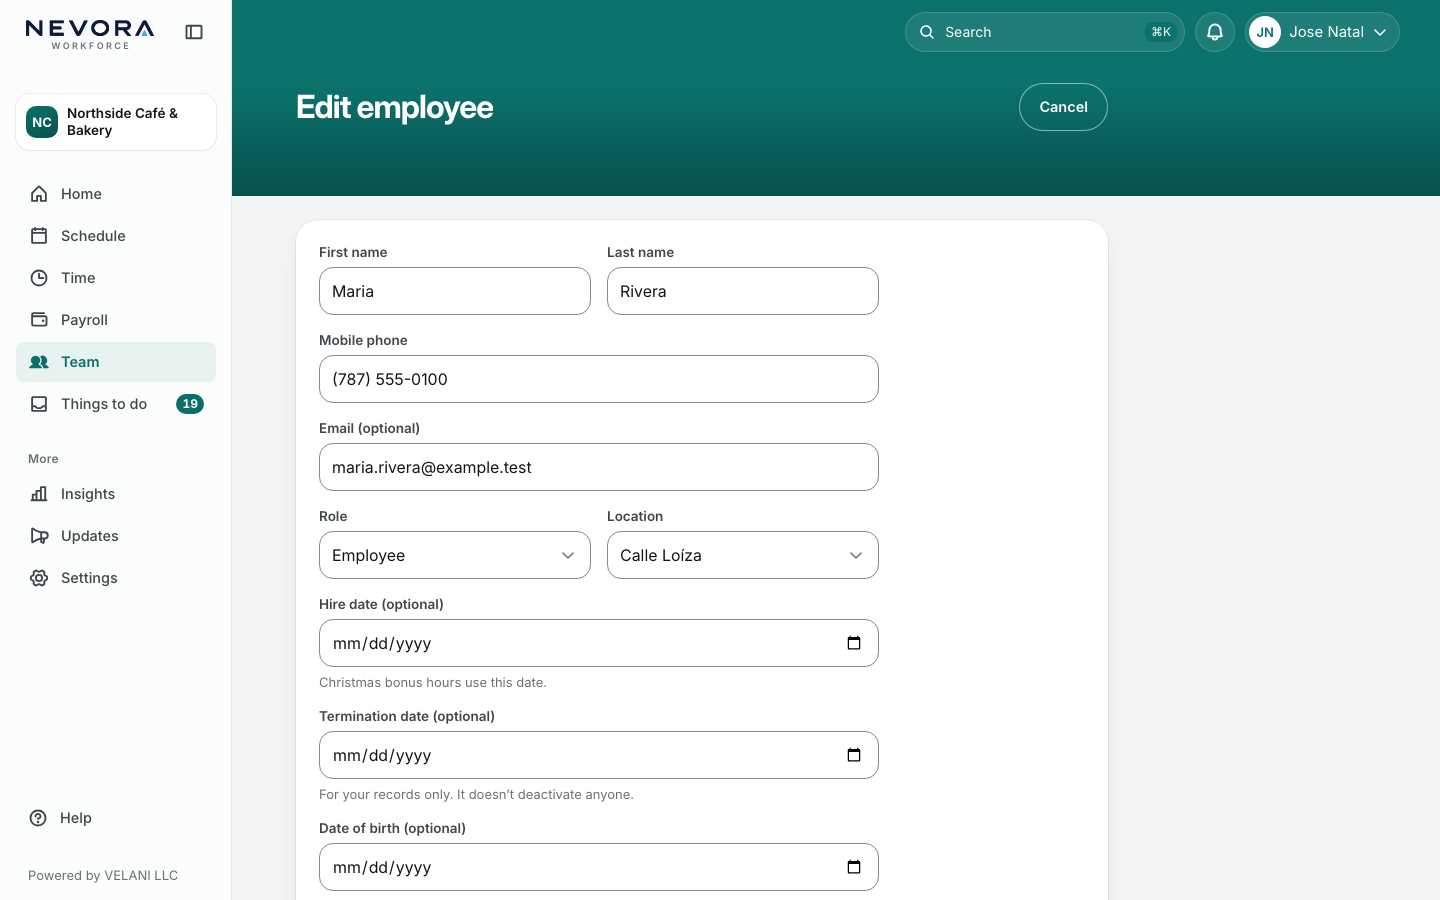 NEVORA
WORKFORCE
Search
⌘K
JN
Jose Natal
NC
Northside Café &
Bakery
Home
Schedule
Time
Payroll
Team
Things to do
19
More
Insights
Updates
Settings
Help
Powered by VELANI LLC
Edit employee
Cancel
First name
Last name
Maria
Rivera
Mobile phone
(787) 555-0100
Email (optional)
maria.rivera@example.test
Role
Location
Employee
Calle Loíza
Hire date (optional)
mm/dd/yyyy
Christmas bonus hours use this date.
Termination date (optional)
mm/dd/yyyy
For your records only. It doesn’t deactivate anyone.
Date of birth (optional)
mm/dd/yyyy